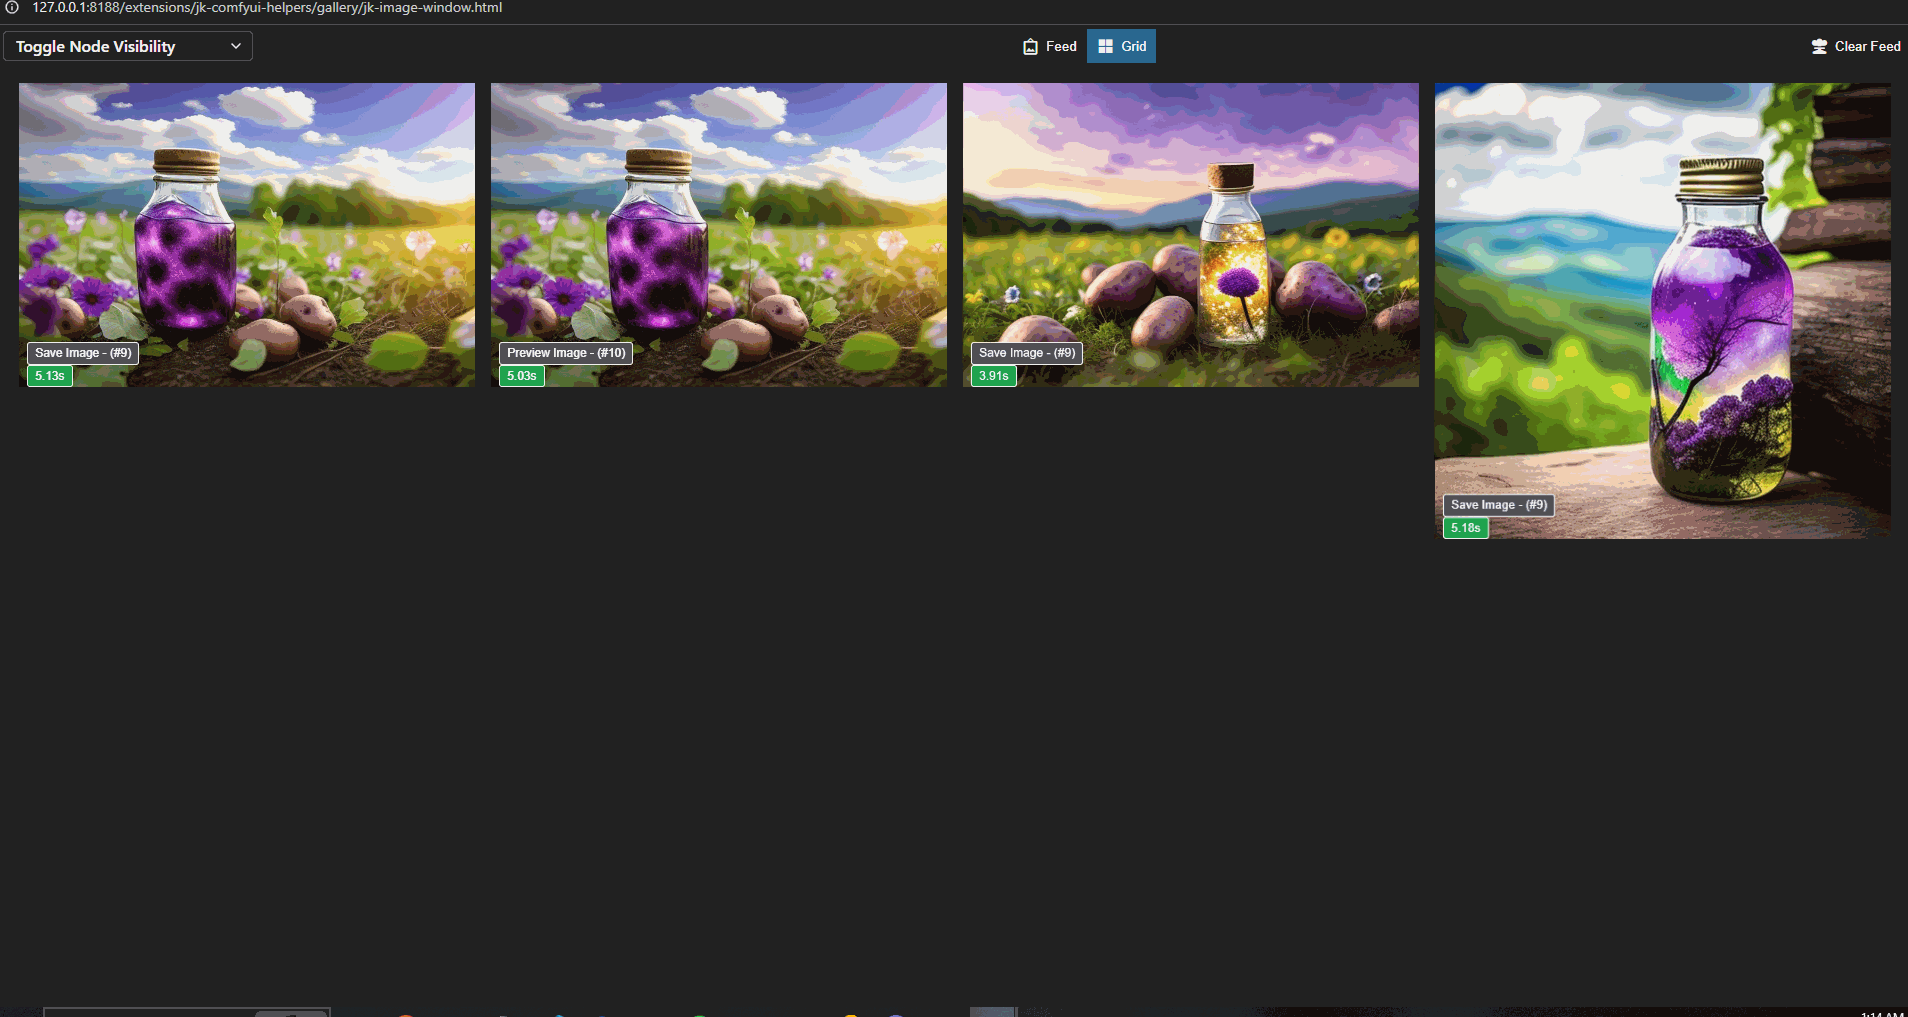 127.0.0.1:8188/extensions/jk-comfyui-helpers/gallery/jk-image-window.html
Toggle Node Visibility
Feed
Grid
Clear Feed
Save Image - (#9)
5.13s
Preview Image - (#10)
5.03s
Save Image - (#9)
3.91s
Save Image - (#9)
5.18s